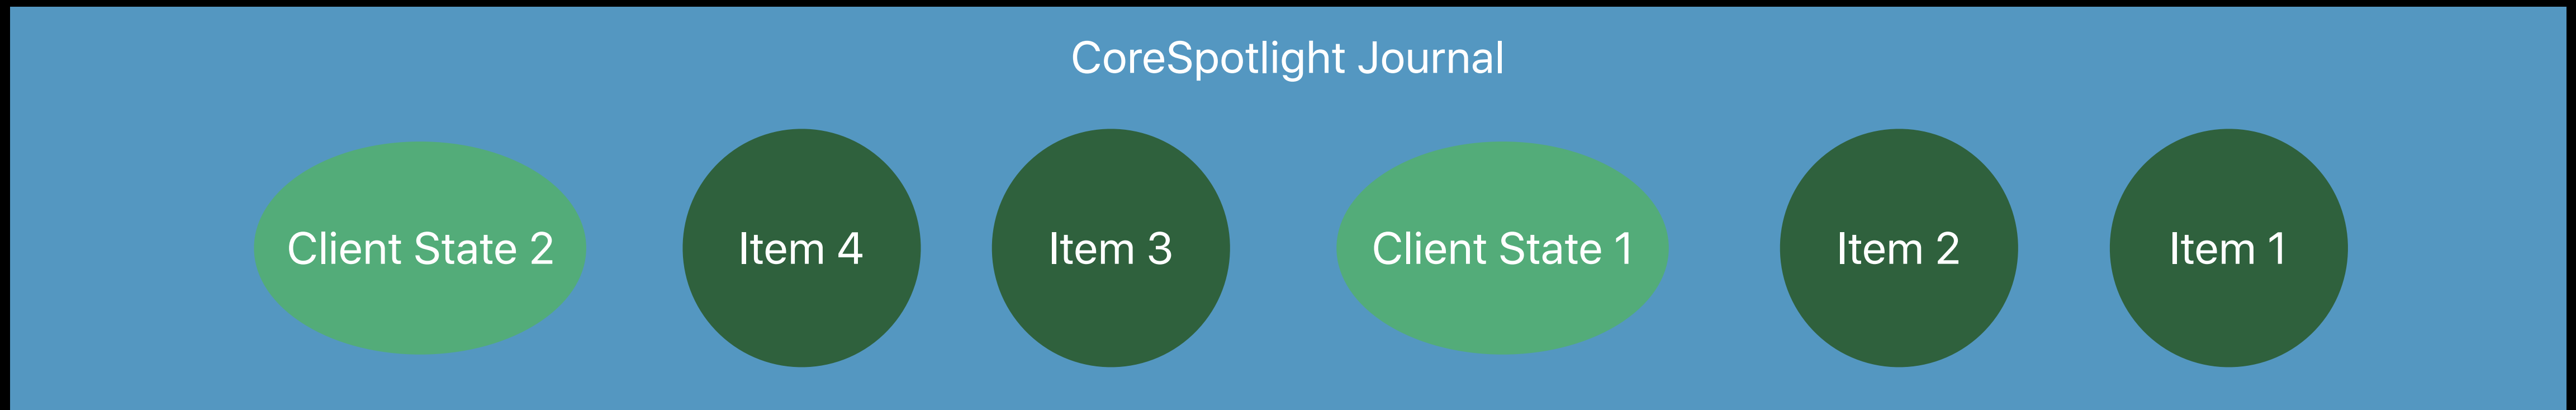 CoreSpotlight Journal
Client State 2
Item 4
Item 3
Client State 1
Item 2
Item 1